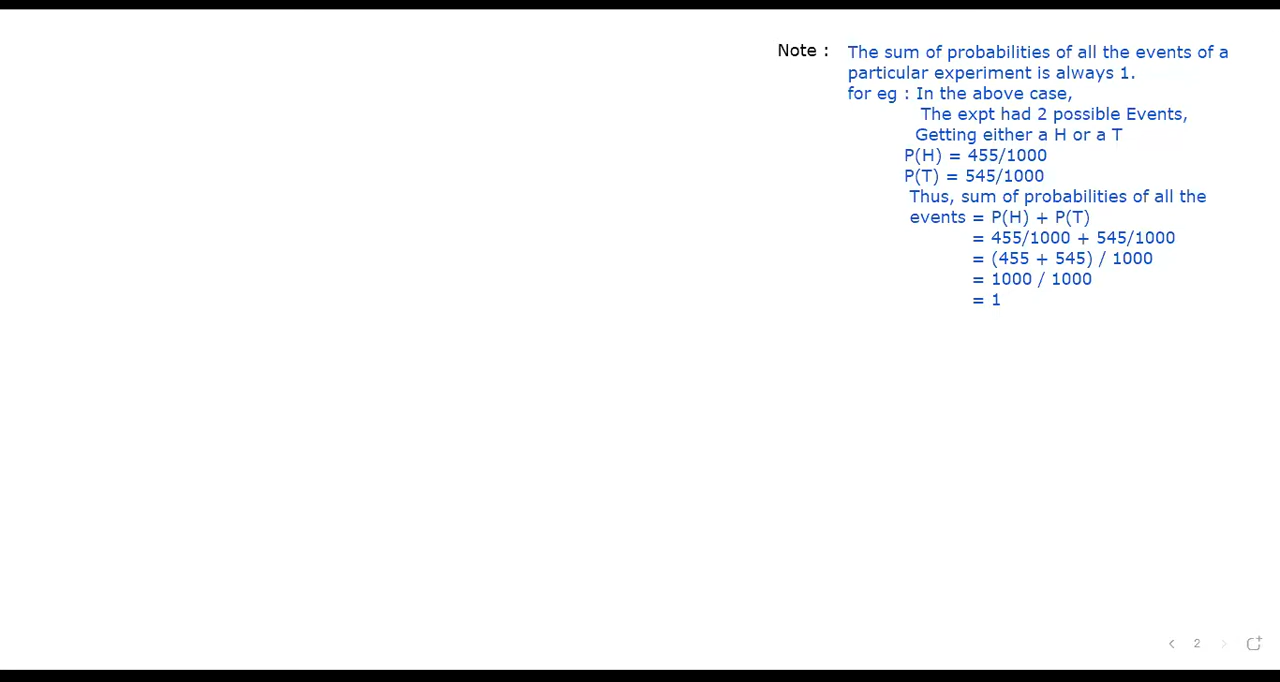 Note : The sum of probabilities of all the events of a
particular experiment is always 1.
for eg : In the above case,
The expt had 2 possible Events,
Getting either a H or a T
P(H) = 455/1000
P(T) = 545/1000
Thus, sum of probabilities of all the
events = P(H) + P(T)
= 455/1000 + 545/1000
= (455 + 545) / 1000
= 1000 / 1000
= 1
2